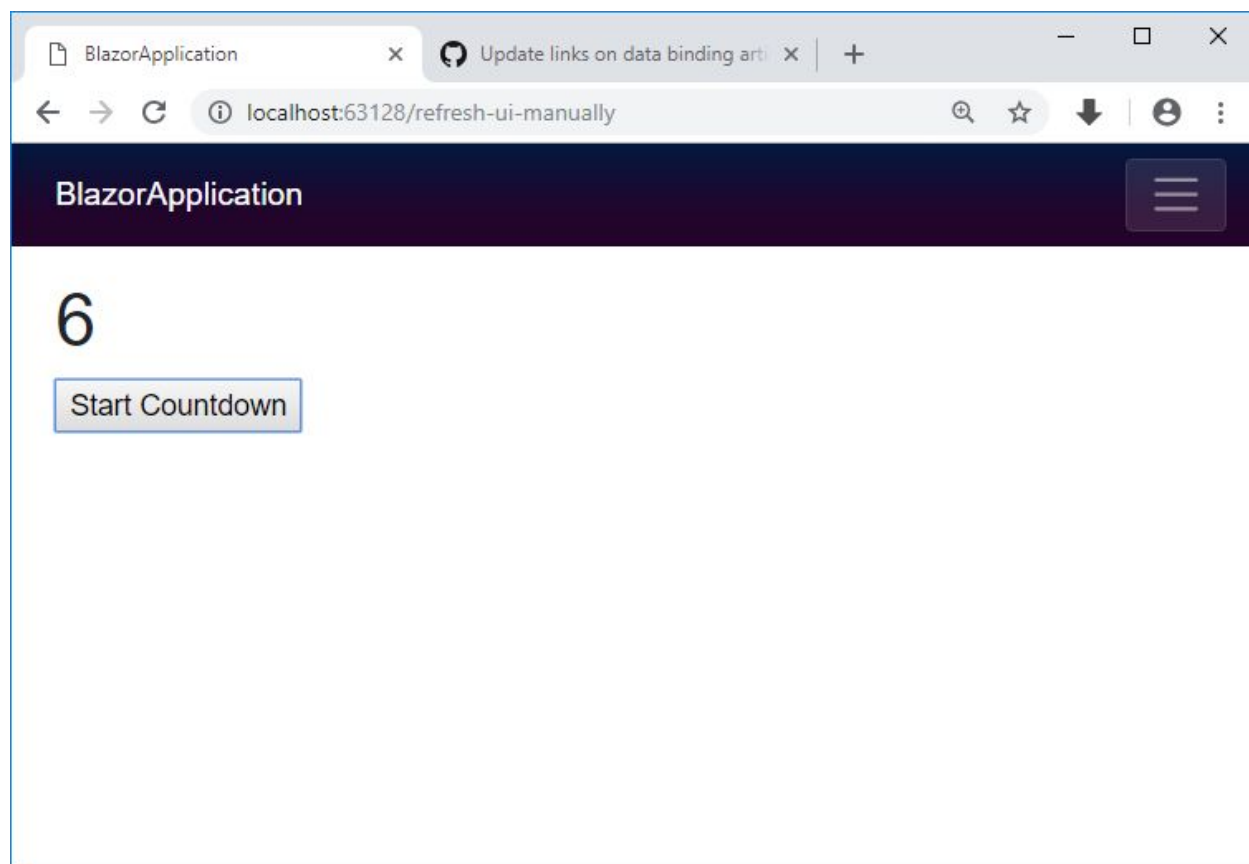 BlazorApplication
Update links on data binding arti
localhost:63128/refresh-ui-manually
BlazorApplication
6
Start Countdown